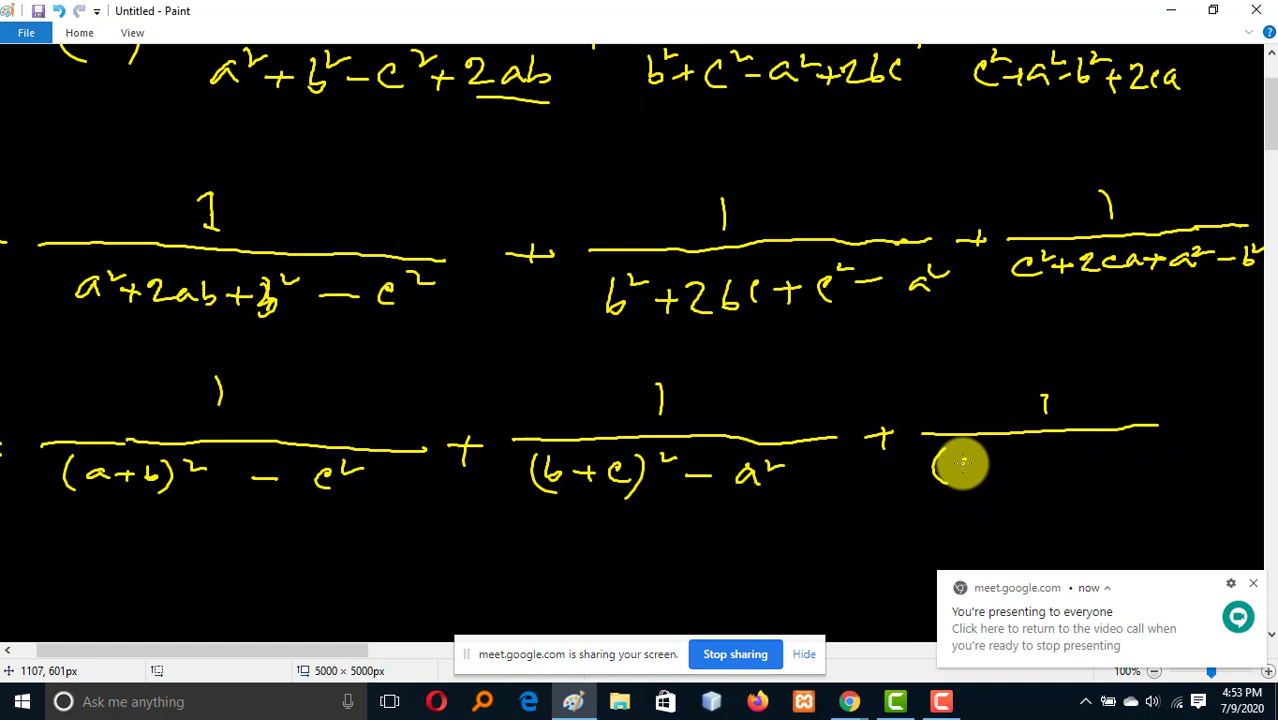 Untitled - Paint
File Home View
a² + b² - c² + 2ab b² + c² - a² + 2bc c² + a² - b² + 2ca
1 1 1
a² + 2ab + b² - c² + b² + 2bc + c² - a² + c² + 2ca + a² - b²
1 1 1
(a + b)² - c² + (b + c)² - a² + (
meet.google.com • now
You're presenting to everyone
Click here to return to the video call when
you're ready to stop presenting
meet.google.com is sharing your screen. Stop sharing Hide
1107, 601px 5000 × 5000px 100%
Ask me anything
4:53 PM
7/9/2020